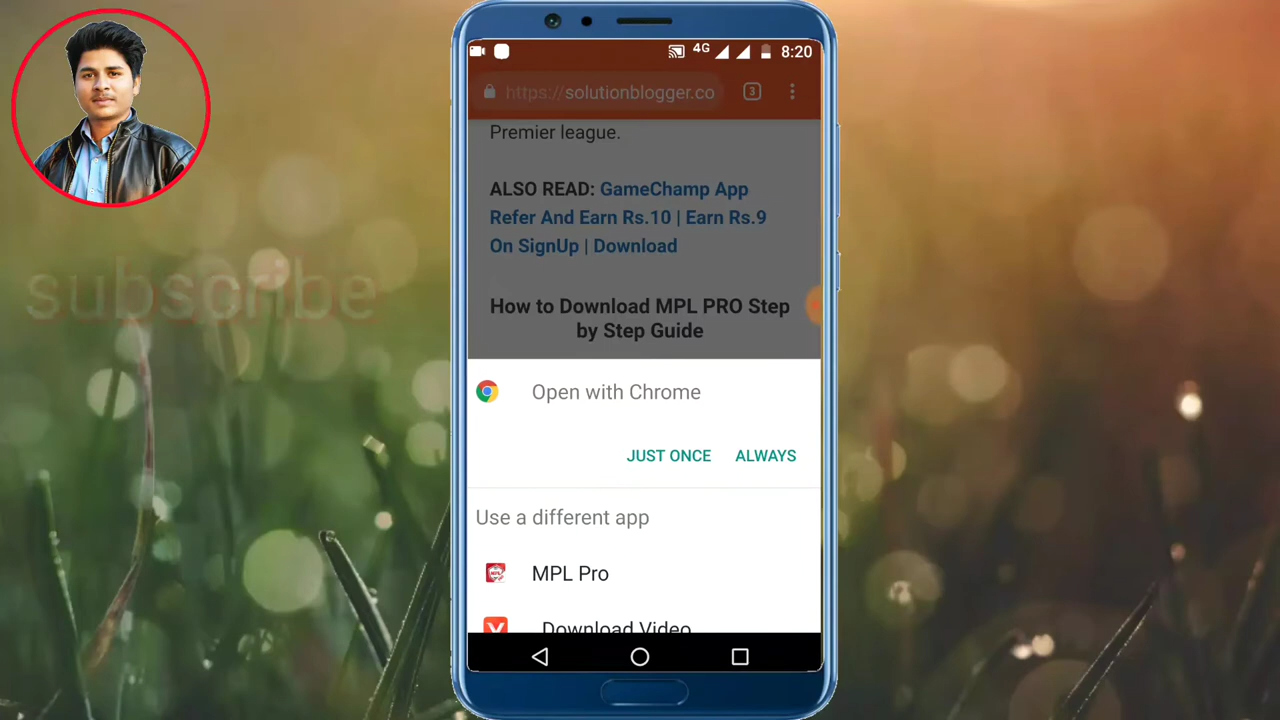 4G 8:20
https://solutionblogger.co 3
Premier league.
ALSO READ: GameChamp App
Refer And Earn Rs.10 | Earn Rs.9
On SignUp | Download
How to Download MPL PRO Step
by Step Guide
subscribe
Open with Chrome
JUST ONCE ALWAYS
Use a different app
MPL Pro
Download Video